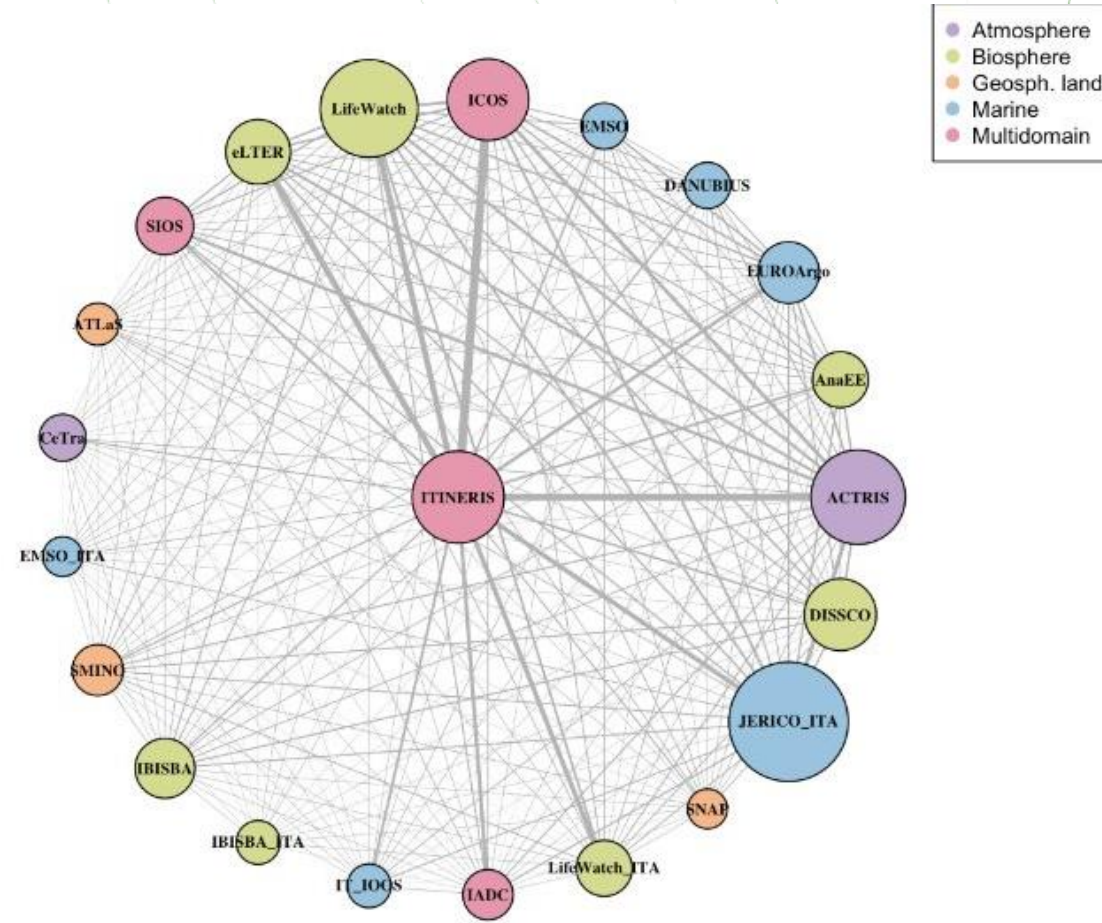 Atmosphere
Biosphere
Geosph. land
Marine
Multidomain
ICOS
LifeWatch
EMSO
eLTER
DANUBIUS
SIOS
EUROArgo
ATLaS
AnaEE
CeTra
ITINERIS
ACTRIS
EMSO_ITA
DISSCO
SMINO
JERICO_ITA
IBISBA
SNAP
IBISBA_ITA
LifeWatch_ITA
IT_IOOS
IADC